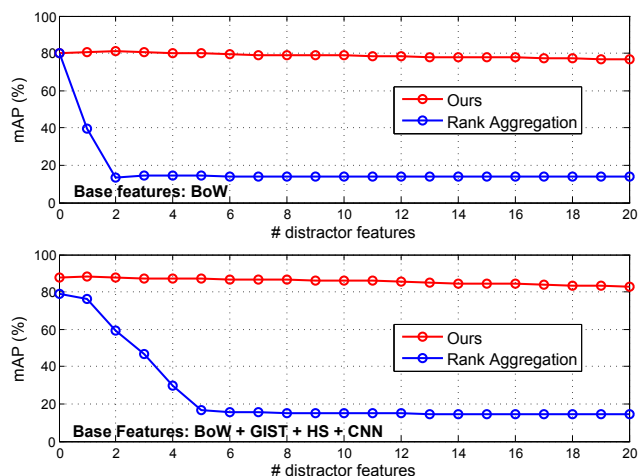 100
80
60
40
20
0
mAP (%)
Ours
Rank Aggregation
Base features: BoW
0 2 4 6 8 10 12 14 16 18 20
# distractor features
100
80
60
40
20
0
mAP (%)
Ours
Rank Aggregation
Base Features: BoW + GIST + HS + CNN
0 2 4 6 8 10 12 14 16 18 20
# distractor features